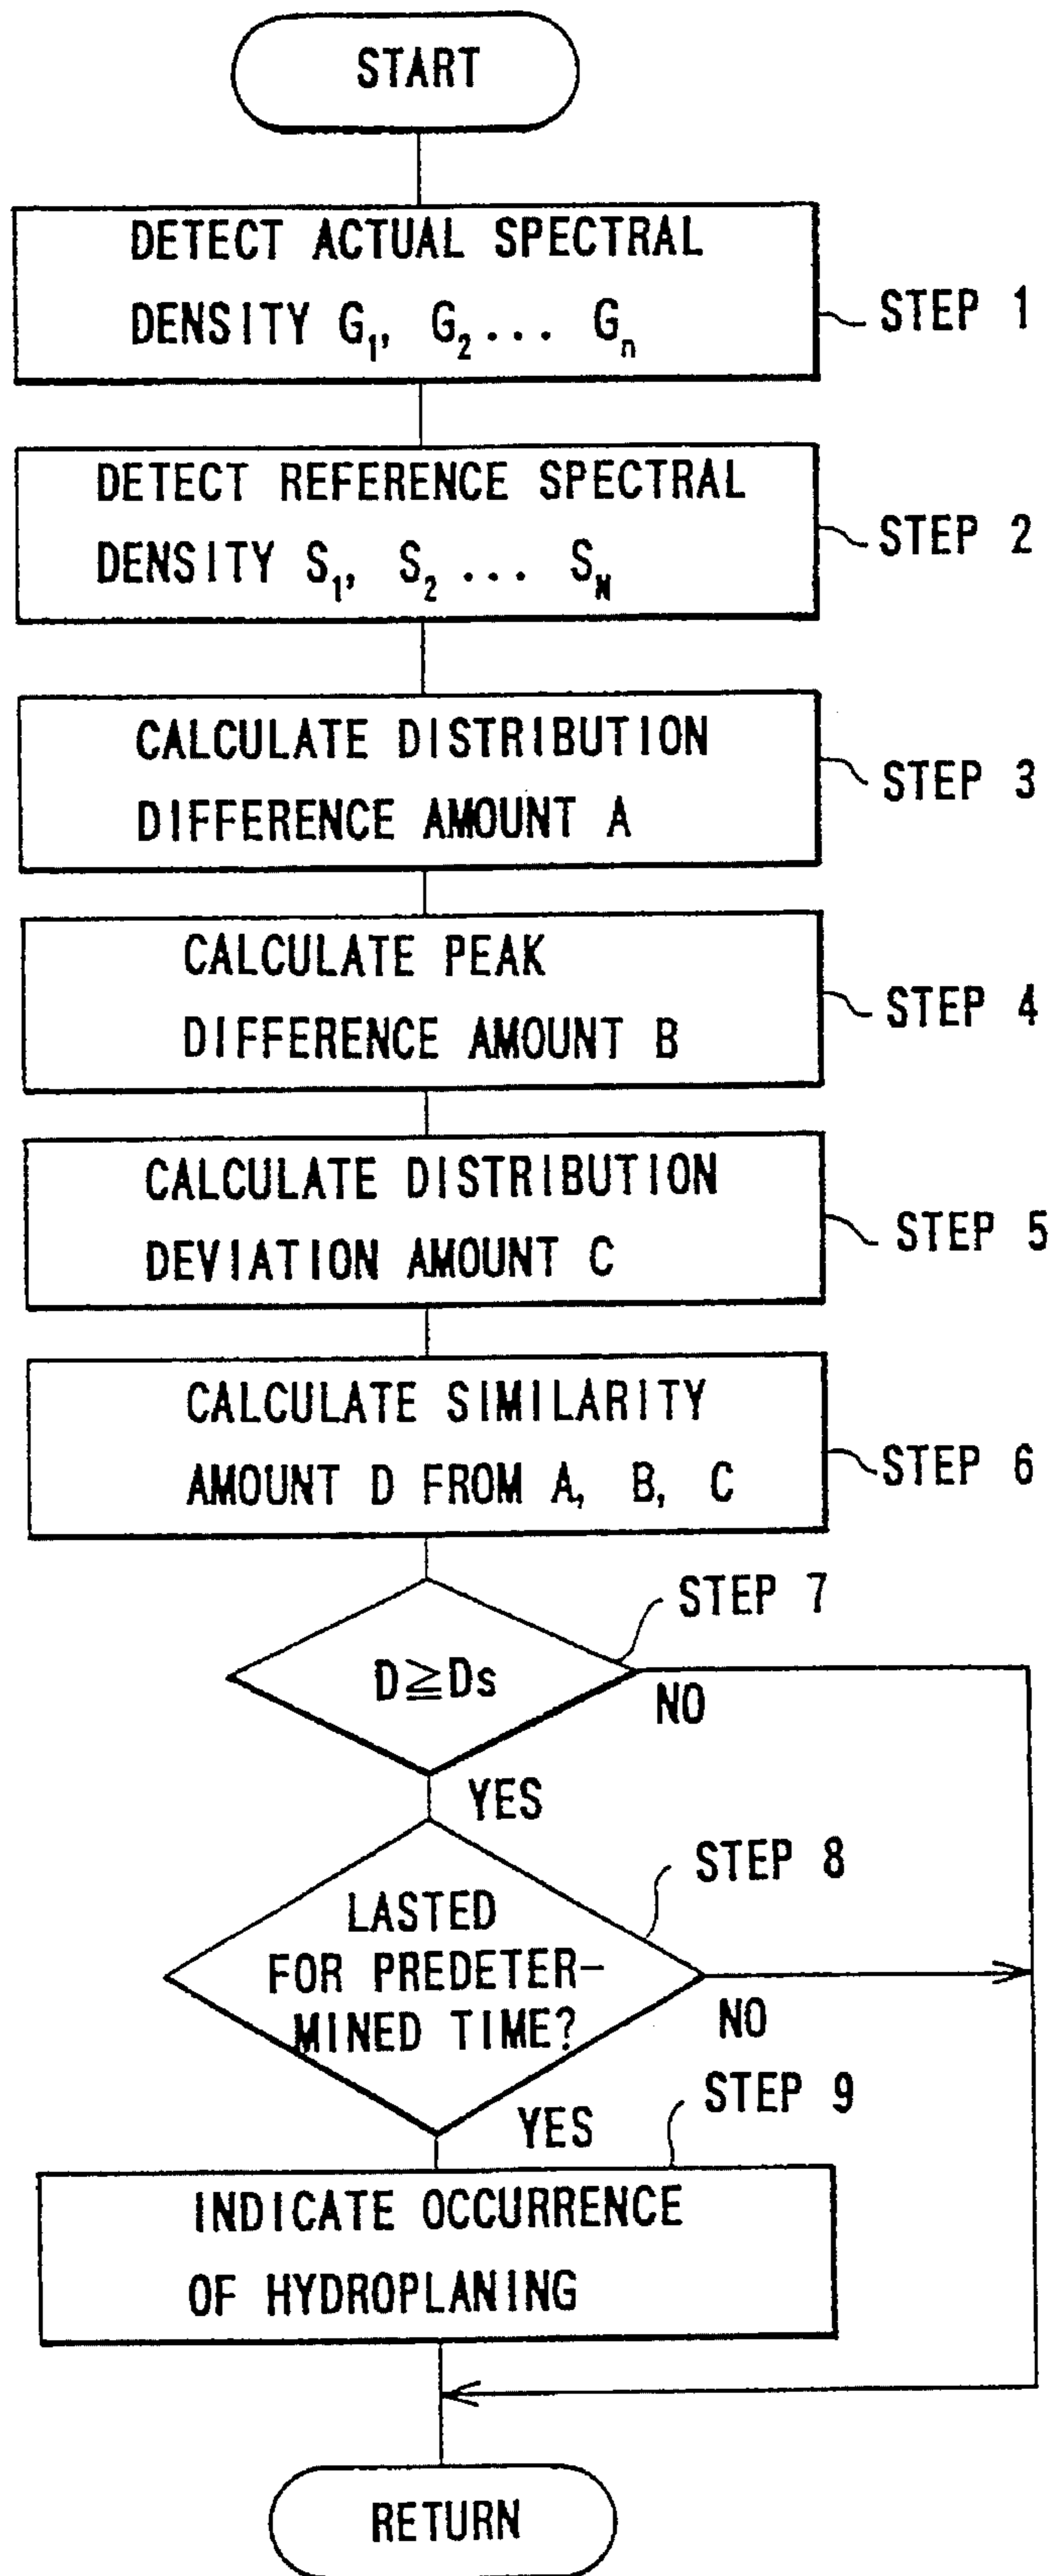 START
DETECT ACTUAL SPECTRAL
DENSITY G₁, G₂... Gₙ
STEP 1
DETECT REFERENCE SPECTRAL
DENSITY S₁, S₂ ... S_N
STEP 2
CALCULATE DISTRIBUTION
DIFFERENCE AMOUNT A
STEP 3
CALCULATE PEAK
DIFFERENCE AMOUNT B
STEP 4
CALCULATE DISTRIBUTION
DEVIATION AMOUNT C
STEP 5
CALCULATE SIMILARITY
AMOUNT D FROM A, B, C
STEP 6
STEP 7
D≧Ds
NO
YES
STEP 8
LASTED
FOR PREDETER-
MINED TIME?
NO
YES
STEP 9
INDICATE OCCURRENCE
OF HYDROPLANING
RETURN